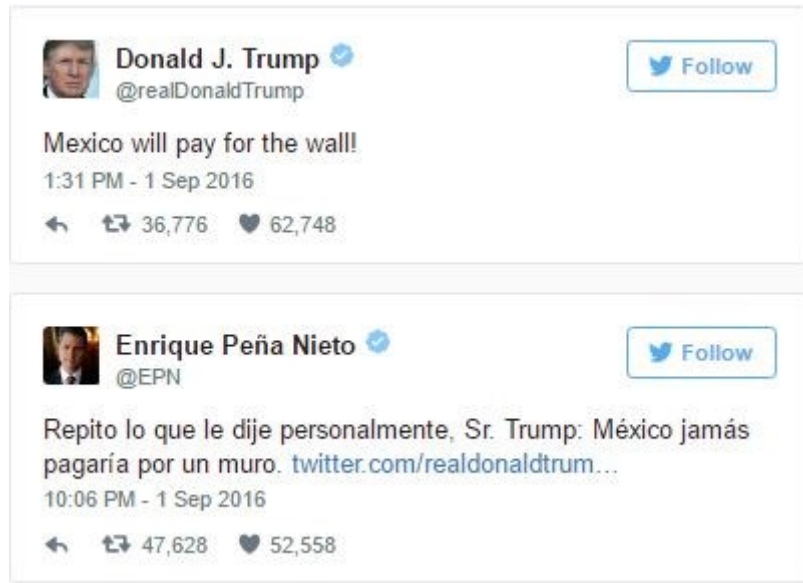 Donald J. Trump
Follow
@realDonaldTrump
Mexico will pay for the wall!
1:31 PM - 1 Sep 2016
36,776 62,748
Enrique Peña Nieto
Follow
@EPN
Repito lo que le dije personalmente, Sr. Trump: México jamás
pagaría por un muro. twitter.com/realdonaldtrum…
10:06 PM - 1 Sep 2016
47,628 52,558